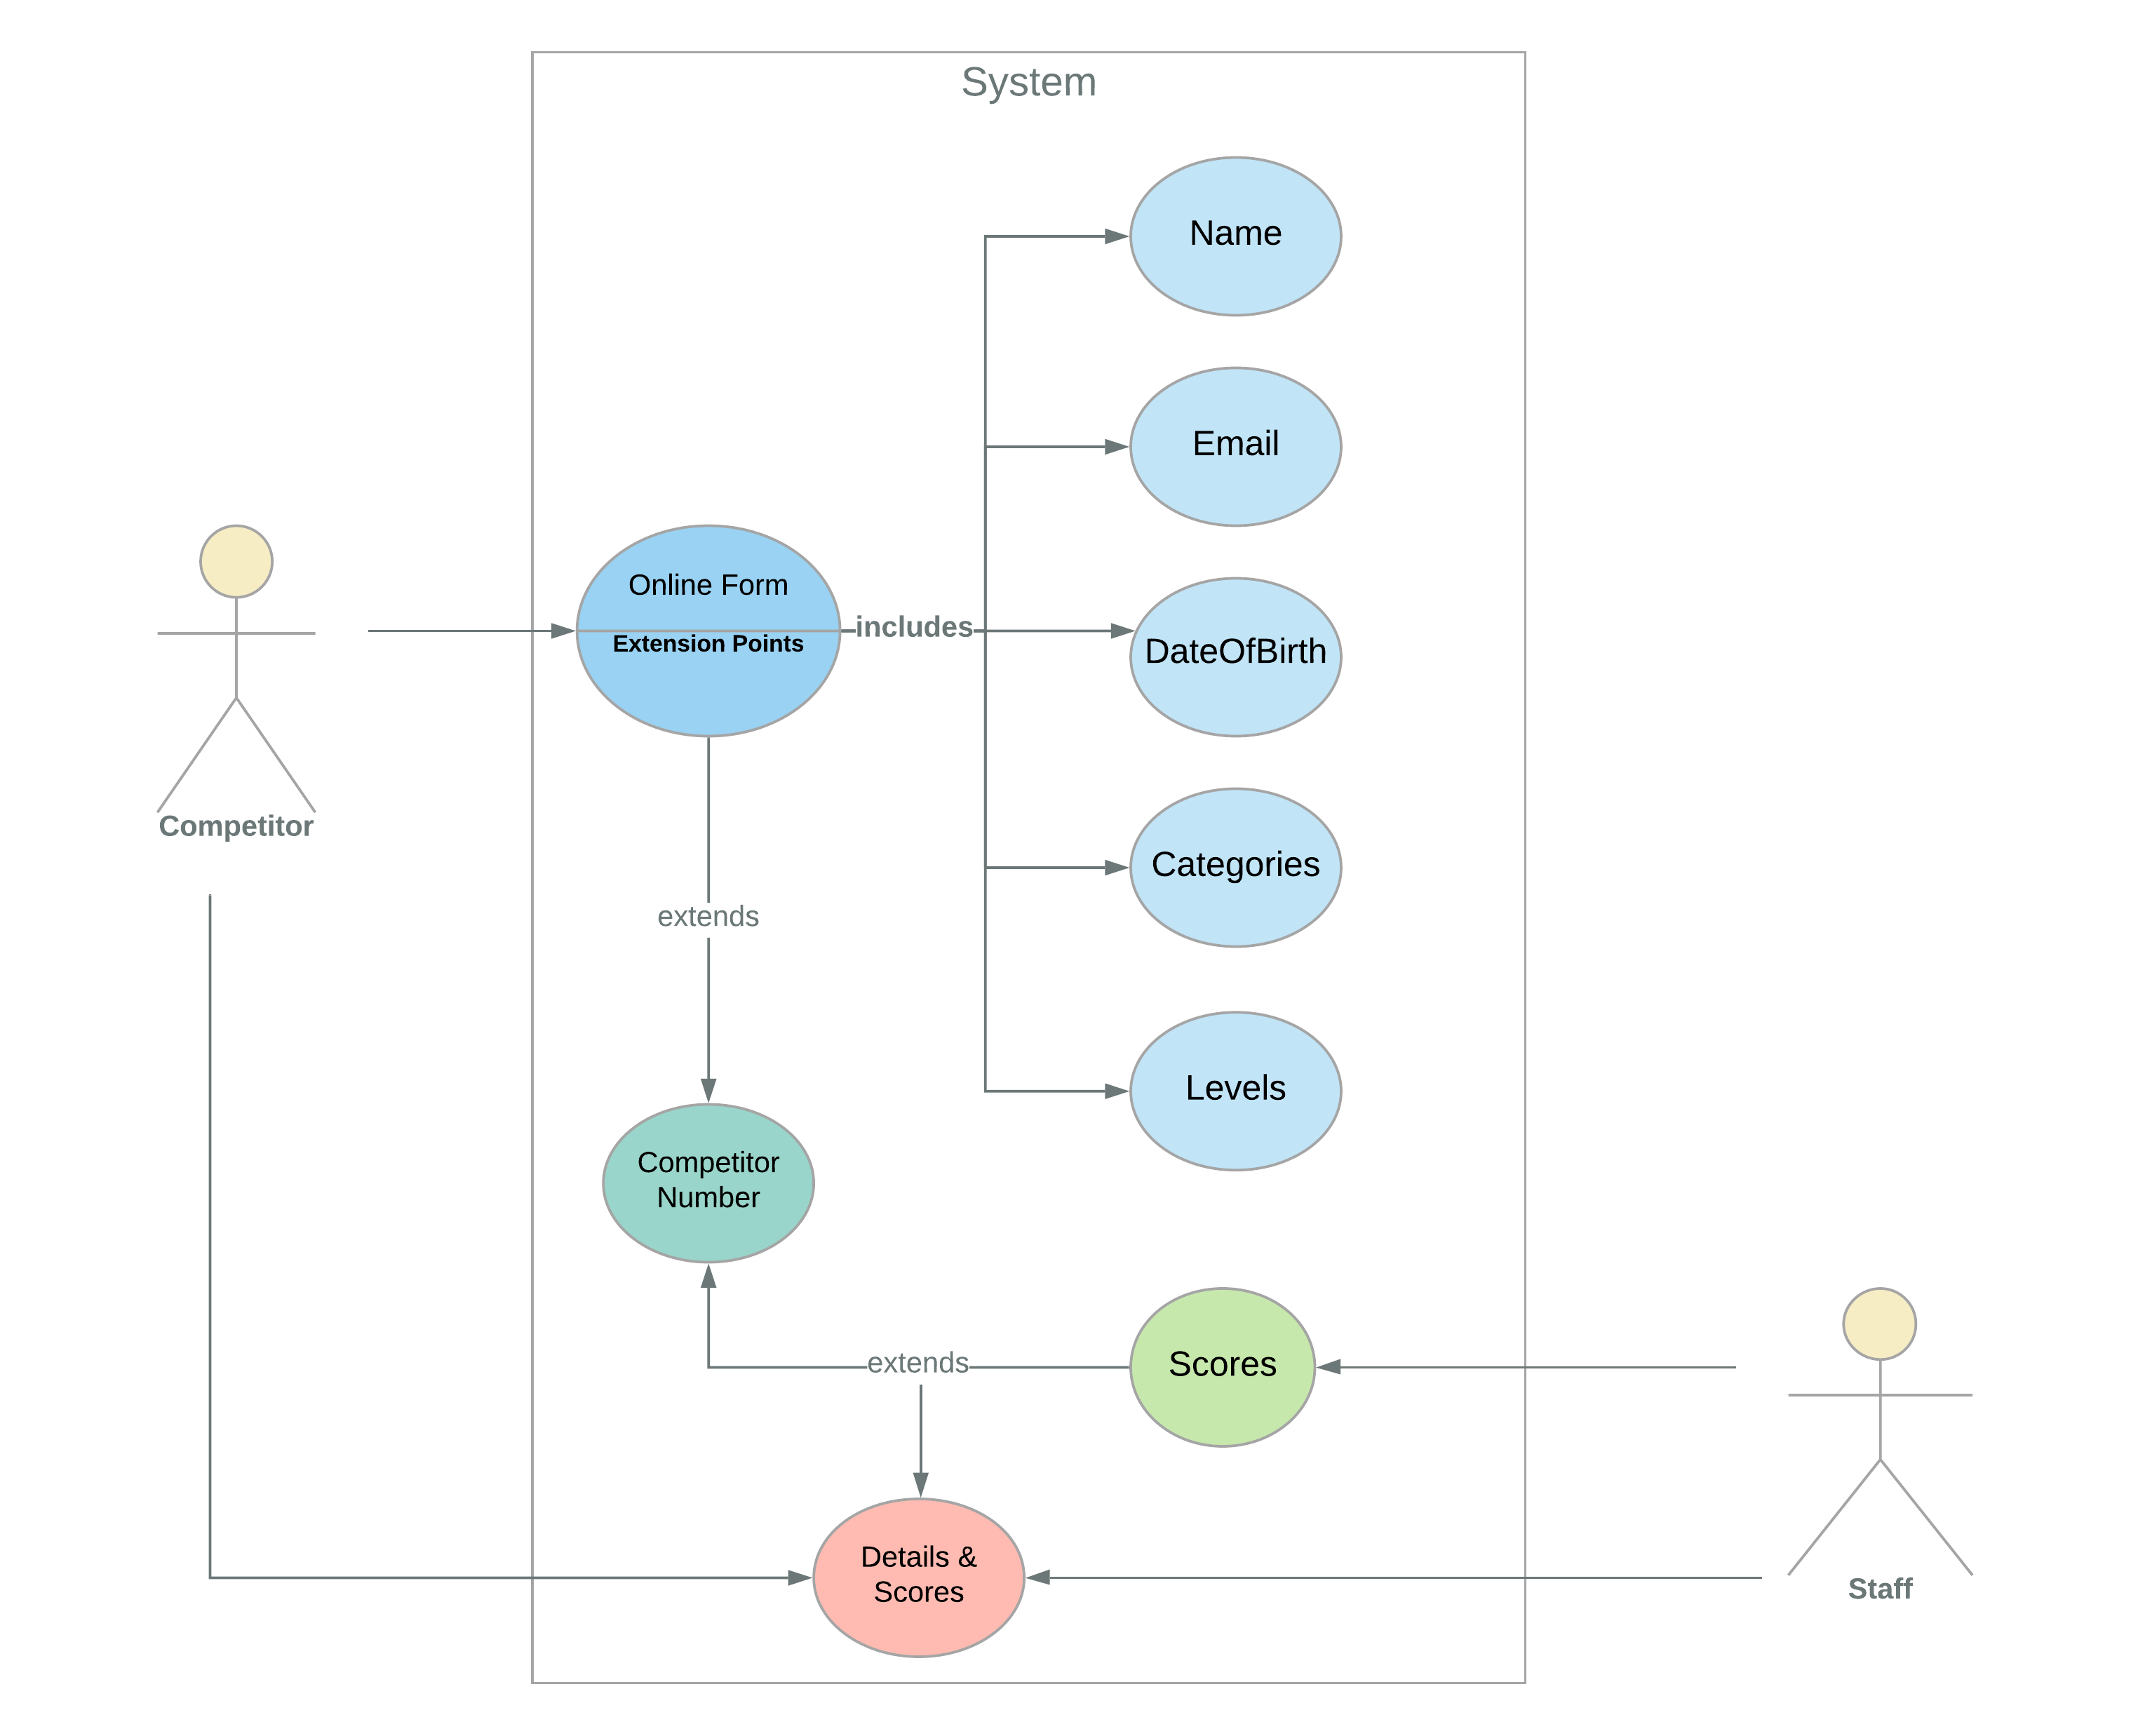 System
Name
Email
Online Form
Extension Points
includes
DateOfBirth
Competitor
Categories
extends
Levels
Competitor
Number
extends
Scores
Details &
Scores
Staff